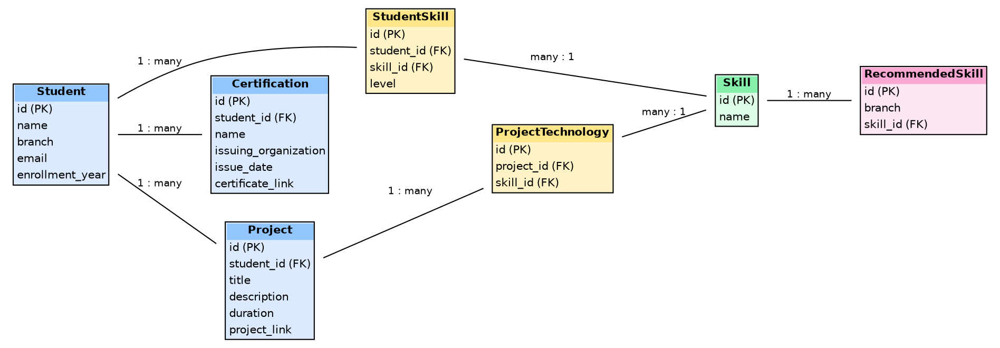 StudentSkill
id (PK)
student_id (FK)
skill_id (FK)
level
1 : many
many : 1
Student
id (PK)
name
branch
email
enrollment_year
1 : many
1 : many
Certification
id (PK)
student_id (FK)
name
issuing_organization
issue_date
certificate_link
Project
id (PK)
student_id (FK)
title
description
duration
project_link
1 : many
ProjectTechnology
id (PK)
project_id (FK)
skill_id (FK)
many : 1
Skill
id (PK)
name
1 : many
RecommendedSkill
id (PK)
branch
skill_id (FK)